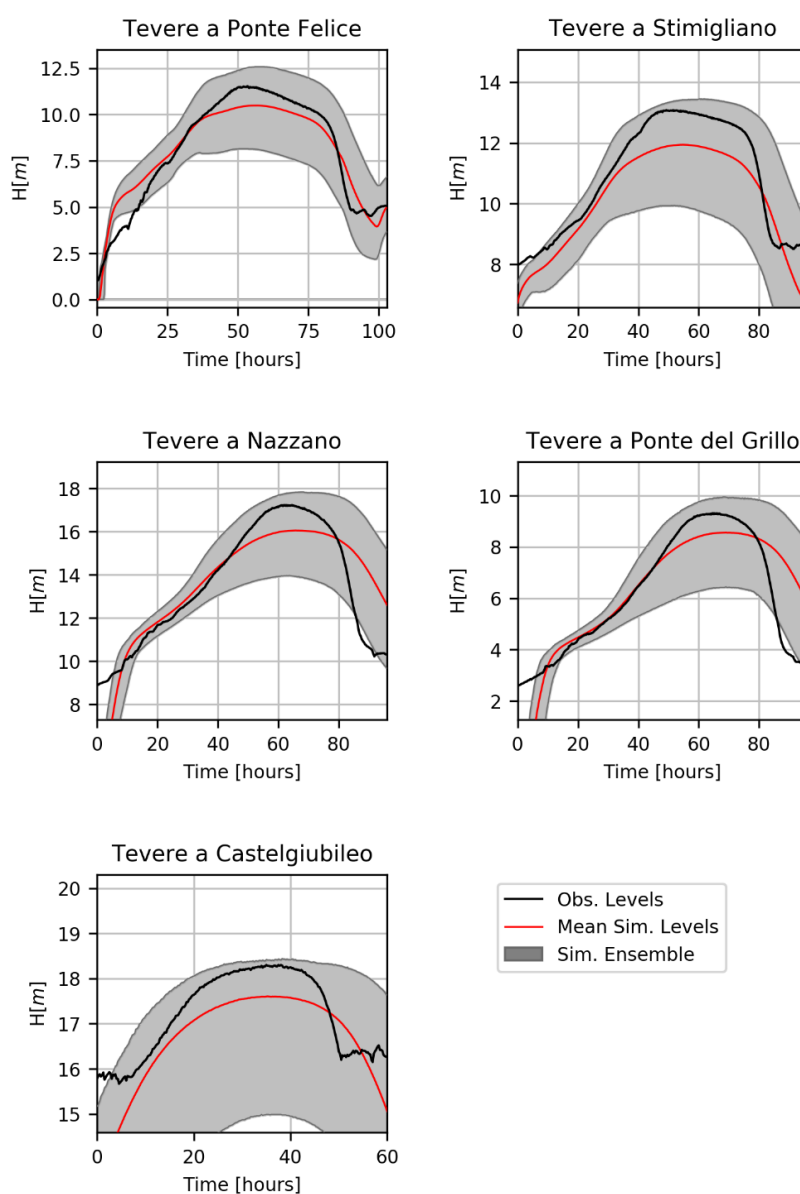 Tevere a Ponte Felice
H[m]
12.5
10.0
7.5
5.0
2.5
0.0
0 25 50 75 100
Time [hours]
Tevere a Stimigliano
H[m]
14
12
10
8
0 20 40 60 80
Time [hours]
Tevere a Nazzano
H[m]
18
16
14
12
10
8
0 20 40 60 80
Time [hours]
Tevere a Ponte del Grillo
H[m]
10
8
6
4
2
0 20 40 60 80
Time [hours]
Tevere a Castelgiubileo
H[m]
20
19
18
17
16
15
0 20 40 60
Time [hours]
Obs. Levels
Mean Sim. Levels
Sim. Ensemble